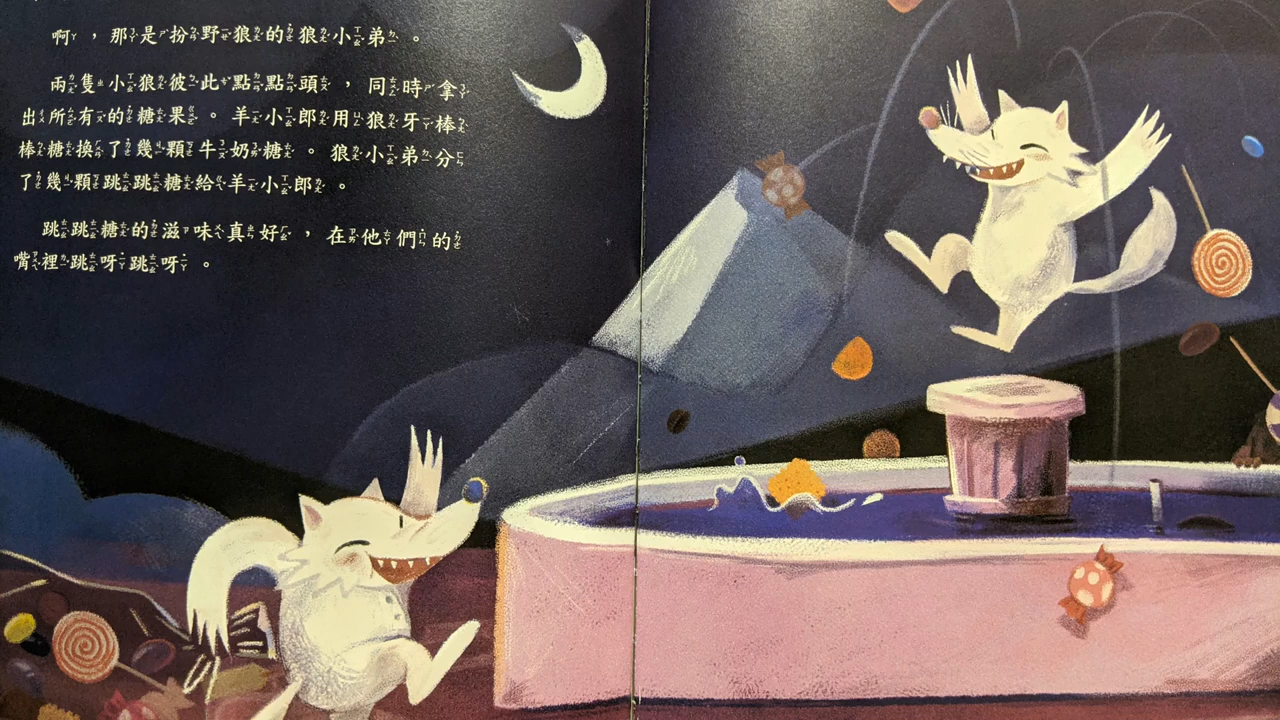 啊，那是扮野狼的狼小弟。
兩隻小狼彼此點點頭，同時拿
出所有的糖果。羊小郎用狼牙棒
棒糖換了幾顆牛奶糖。狼小弟分
了幾顆跳跳糖給羊小郎。
跳跳糖的滋味真好，在他們的
嘴裡跳呀跳呀。